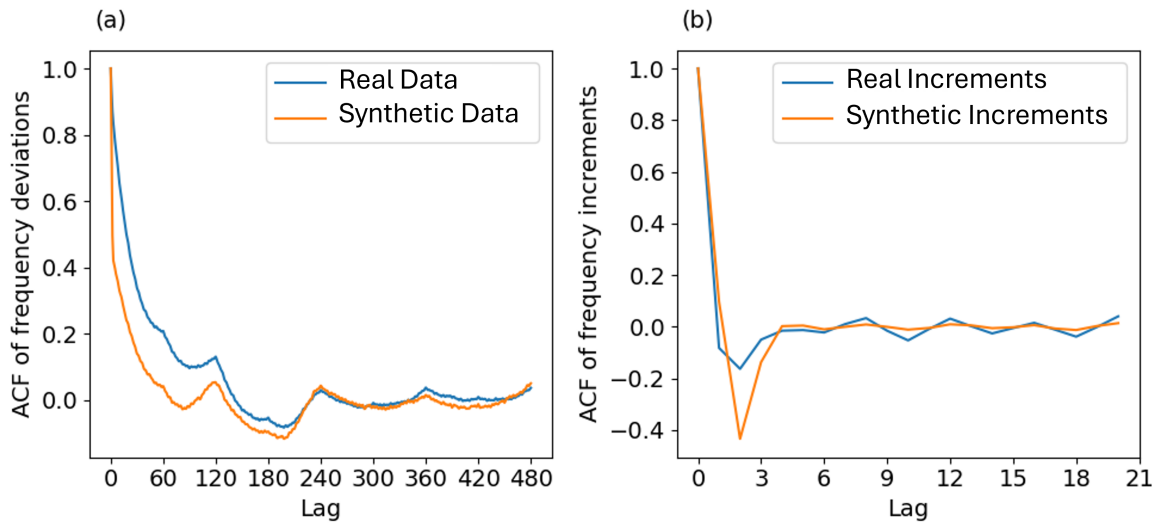 (a)
ACF of frequency deviations
1.0
0.8
0.6
0.4
0.2
0.0
Real Data
Synthetic Data
0 60 120 180 240 300 360 420 480
Lag
(b)
ACF of frequency increments
1.0
0.8
0.6
0.4
0.2
0.0
−0.2
−0.4
Real Increments
Synthetic Increments
0 3 6 9 12 15 18 21
Lag